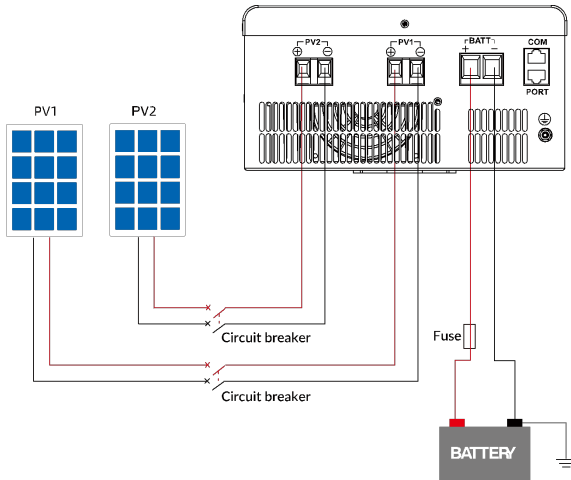 PV2
PV1
BATT
COM
+ − + − + −
PORT
PV1
PV2
Circuit breaker
Fuse
Circuit breaker
BATTERY